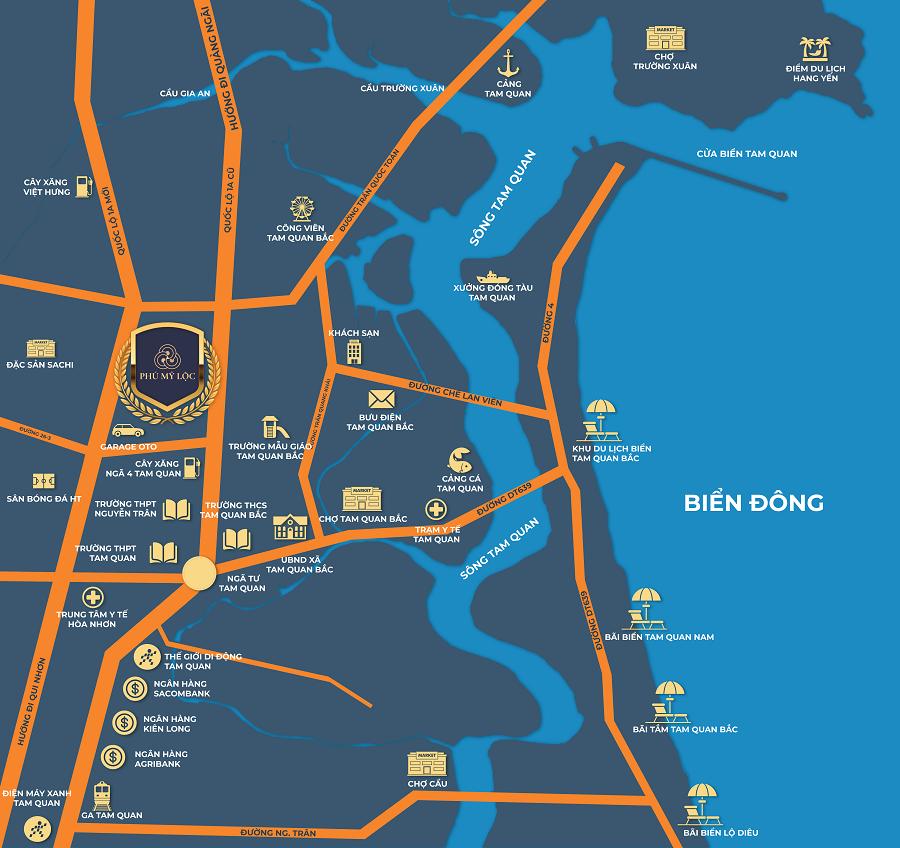 HƯỚNG ĐI QUẢNG NGÃI
CẦU GIA AN
CẦU TRƯỜNG XUÂN
CẢNG
TAM QUAN
MARKET
CHỢ
TRƯỜNG XUÂN
ĐIỂM DU LỊCH
HANG YẾN
CỬA BIỂN TAM QUAN
SÔNG TAM QUAN
CÂY XĂNG
VIỆT HƯNG
QUỐC LỘ 1A MỚI
QUỐC LỘ 1A CŨ
CÔNG VIÊN
TAM QUAN BẮC
ĐƯỜNG TRẦN QUỐC TOẢN
XƯỞNG ĐÓNG TÀU
TAM QUAN
ĐƯỜNG 4
MARKET
ĐẶC SẢN SACHI
PHÚ MỸ LỘC
KHÁCH SẠN
ĐƯỜNG CHẾ LAN VIÊN
BƯU ĐIỆN
TAM QUAN BẮC
ĐƯỜNG TRẦN QUANG KHẢI
ĐƯỜNG 26-3
GARAGE OTO
TRƯỜNG MẪU GIÁO
TAM QUAN BẮC
KHU DU LỊCH BIỂN
TAM QUAN BẮC
CÂY XĂNG
NGÃ 4 TAM QUAN
SÂN BÓNG ĐÁ HT
CẢNG CÁ
TAM QUAN
ĐƯỜNG DT639
BIỂN ĐÔNG
TRƯỜNG THPT
NGUYỄN TRÂN
TRƯỜNG THCS
TAM QUAN BẮC
MARKET
CHỢ TAM QUAN BẮC
TRẠM Y TẾ
TAM QUAN
SÔNG TAM QUAN
TRƯỜNG THPT
TAM QUAN
UBND XÃ
TAM QUAN BẮC
NGÃ TƯ
TAM QUAN
TRUNG TÂM Y TẾ
HÒA NHƠN
ĐƯỜNG DT639
BÃI BIỂN TAM QUAN NAM
THẾ GIỚI DI ĐỘNG
TAM QUAN
NGÂN HÀNG
SACOMBANK
HƯỚNG ĐI QUI NHƠN
NGÂN HÀNG
KIÊN LONG
BÃI TẮM TAM QUAN BẮC
NGÂN HÀNG
AGRIBANK
MARKET
CHỢ CẦU
ĐIỆN MÁY XANH
TAM QUAN
GA TAM QUAN
ĐƯỜNG NG. TRÂN
BÃI BIỂN LỘ DIÊU